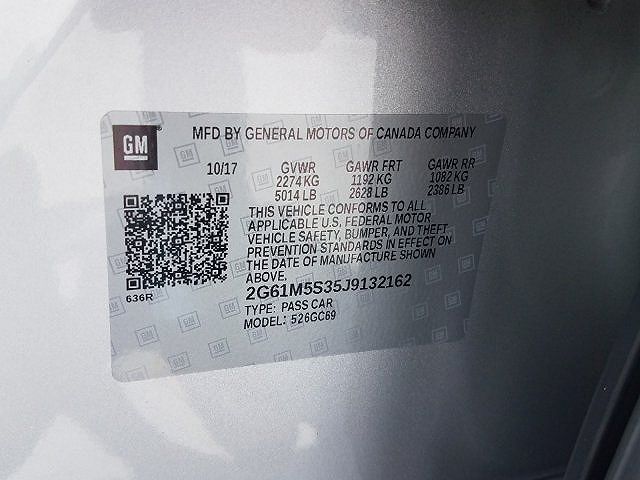 GM
MFD BY GENERAL MOTORS OF CANADA COMPANY
10/17 GVWR GAWR FRT GAWR RR
2274 KG 1192 KG 1082 KG
5014 LB 2628 LB 2386 LB
THIS VEHICLE CONFORMS TO ALL
APPLICABLE U.S. FEDERAL MOTOR
VEHICLE SAFETY, BUMPER, AND THEFT
PREVENTION STANDARDS IN EFFECT ON
THE DATE OF MANUFACTURE SHOWN
ABOVE.
636R
2G61M5S35J9132162
TYPE: PASS CAR
MODEL: 526GC69